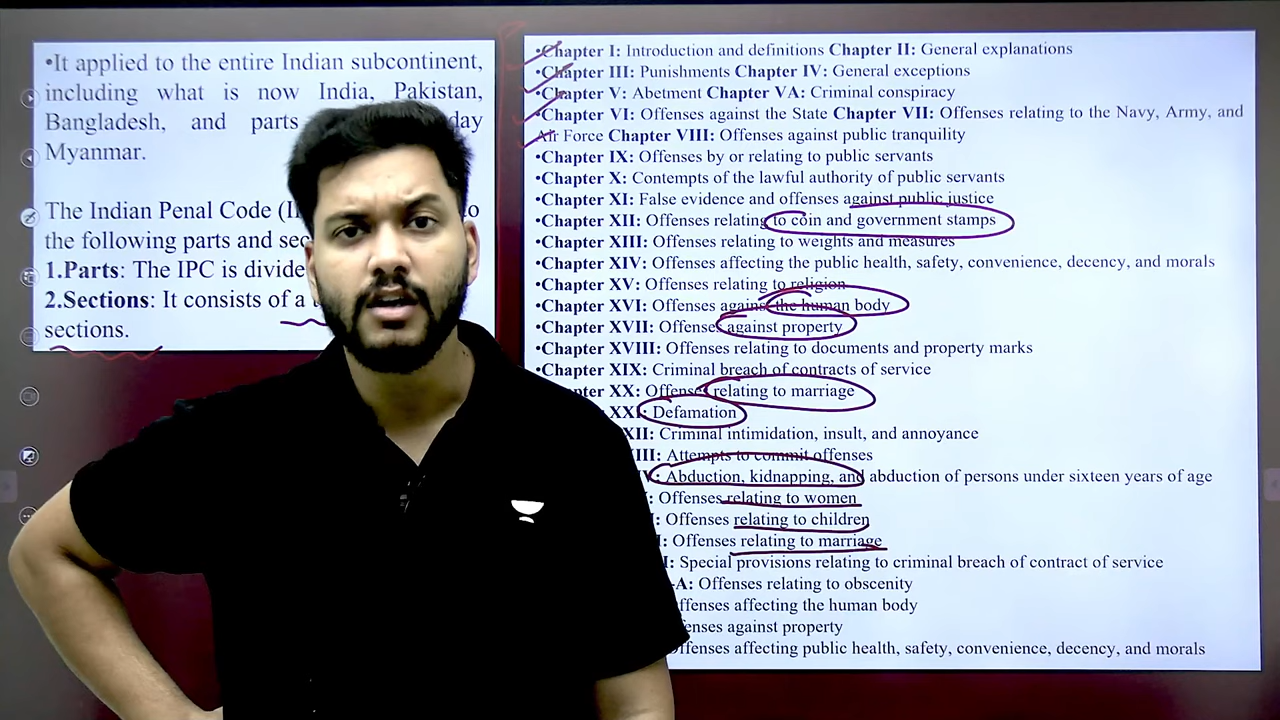 •It applied to the entire Indian subcontinent,
including what is now India, Pakistan,
Bangladesh, and parts
Myanmar.
The Indian Penal Code
the following parts and
1.Parts: The IPC is
2.Sections: It consists of a
sections.
•Chapter I: Introduction and definitions Chapter II: General explanations
•Chapter III: Punishments Chapter IV: General exceptions
•Chapter V: Abetment Chapter VA: Criminal conspiracy
•Chapter VI: Offenses against the State Chapter VII: Offenses relating to the Navy, Army, and
Air Force Chapter VIII: Offenses against public tranquility
•Chapter IX: Offenses by or relating to public servants
•Chapter X: Contempts of the lawful authority of public servants
•Chapter XI: False evidence and offenses against public justice
•Chapter XII: Offenses relating to coin and government stamps
•Chapter XIII: Offenses relating to weights and measures
•Chapter XIV: Offenses affecting the public health, safety, convenience, decency, and morals
•Chapter XV: Offenses relating to religion
•Chapter XVI: Offenses against the human body
•Chapter XVII: Offenses against property
•Chapter XVIII: Offenses relating to documents and property marks
•Chapter XIX: Criminal breach of contracts of service
XX: Offenses relating to marriage
XXI: Defamation
Criminal intimidation, insult, and annoyance
Attempts to commit offenses
Abduction, kidnapping, and abduction of persons under sixteen years of age
Offenses relating to women
Offenses relating to children
Offenses relating to marriage
Special provisions relating to criminal breach of contract of service
-A: Offenses relating to obscenity
affecting the human body
against property
affecting public health, safety, convenience, decency, and morals